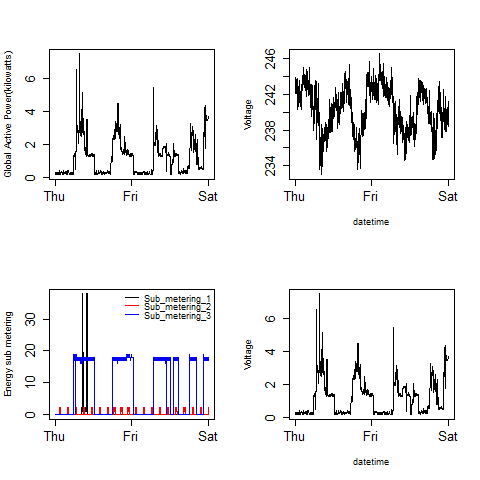 Global Active Power(kilowatts)
6
4
2
0
Thu
Fri
Sat
Voltage
246
242
238
234
Thu
Fri
Sat
datetime
Energy sub metering
30
20
10
0
Sub_metering_1
Sub_metering_2
Sub_metering_3
Thu
Fri
Sat
Voltage
6
4
2
0
Thu
Fri
Sat
datetime